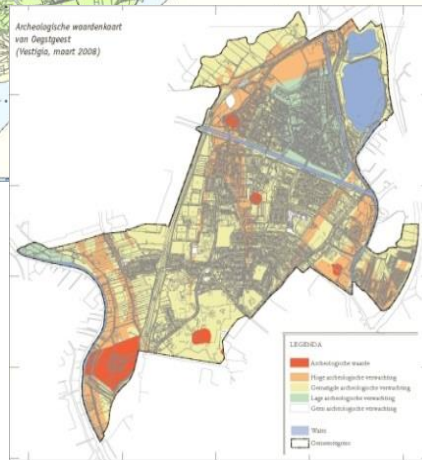 Archeologische waardenkaart
van Oegstgeest
(Vestigia, maart 2008)
LEGENDA
Archeologische waarde
Hoge archeologische verwachting
Gematigde archeologische verwachting
Lage archeologische verwachting
Geen archeologische verwachting
Water
Gemeentegrens